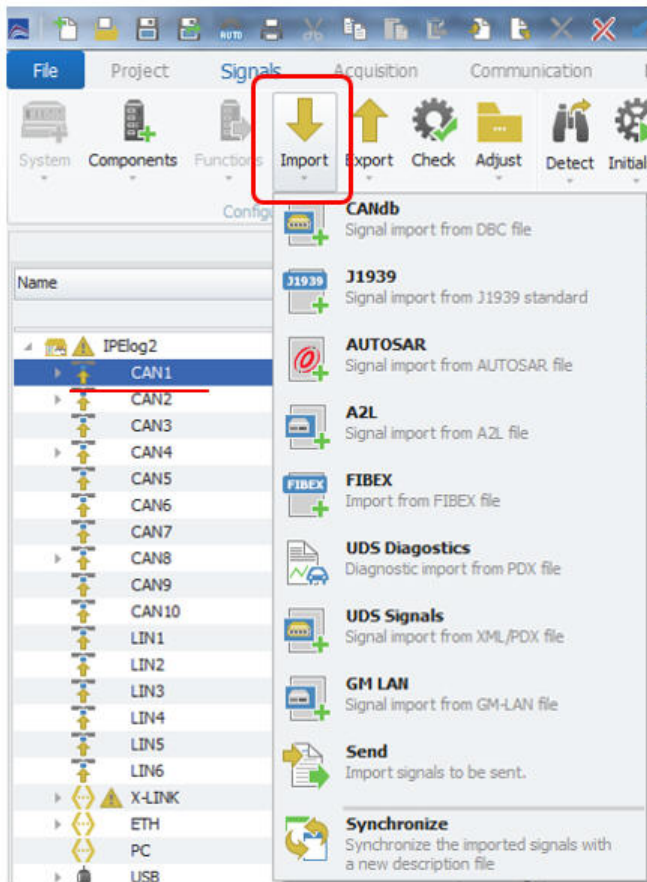 AUTO
File Project Signals Acquisition Communication
System Components Functions Import Export Check Adjust Detect Initial
Name
IPElog2
CAN1
CAN2
CAN3
CAN4
CAN5
CAN6
CAN7
CAN8
CAN9
CAN10
LIN1
LIN2
LIN3
LIN4
LIN5
LIN6
X-LINK
ETH
PC
USB
CANdb
Signal import from DBC file
J1939
J1939
Signal import from J1939 standard
AUTOSAR
Signal import from AUTOSAR file
A2L
Signal import from A2L file
FIBEX
FIBEX
Import from FIBEX file
UDS Diagostics
Diagnostic import from PDX file
UDS Signals
Signal import from XML/PDX file
GM LAN
Signal import from GM-LAN file
Send
Import signals to be sent.
Synchronize
Synchronize the imported signals with
a new description file